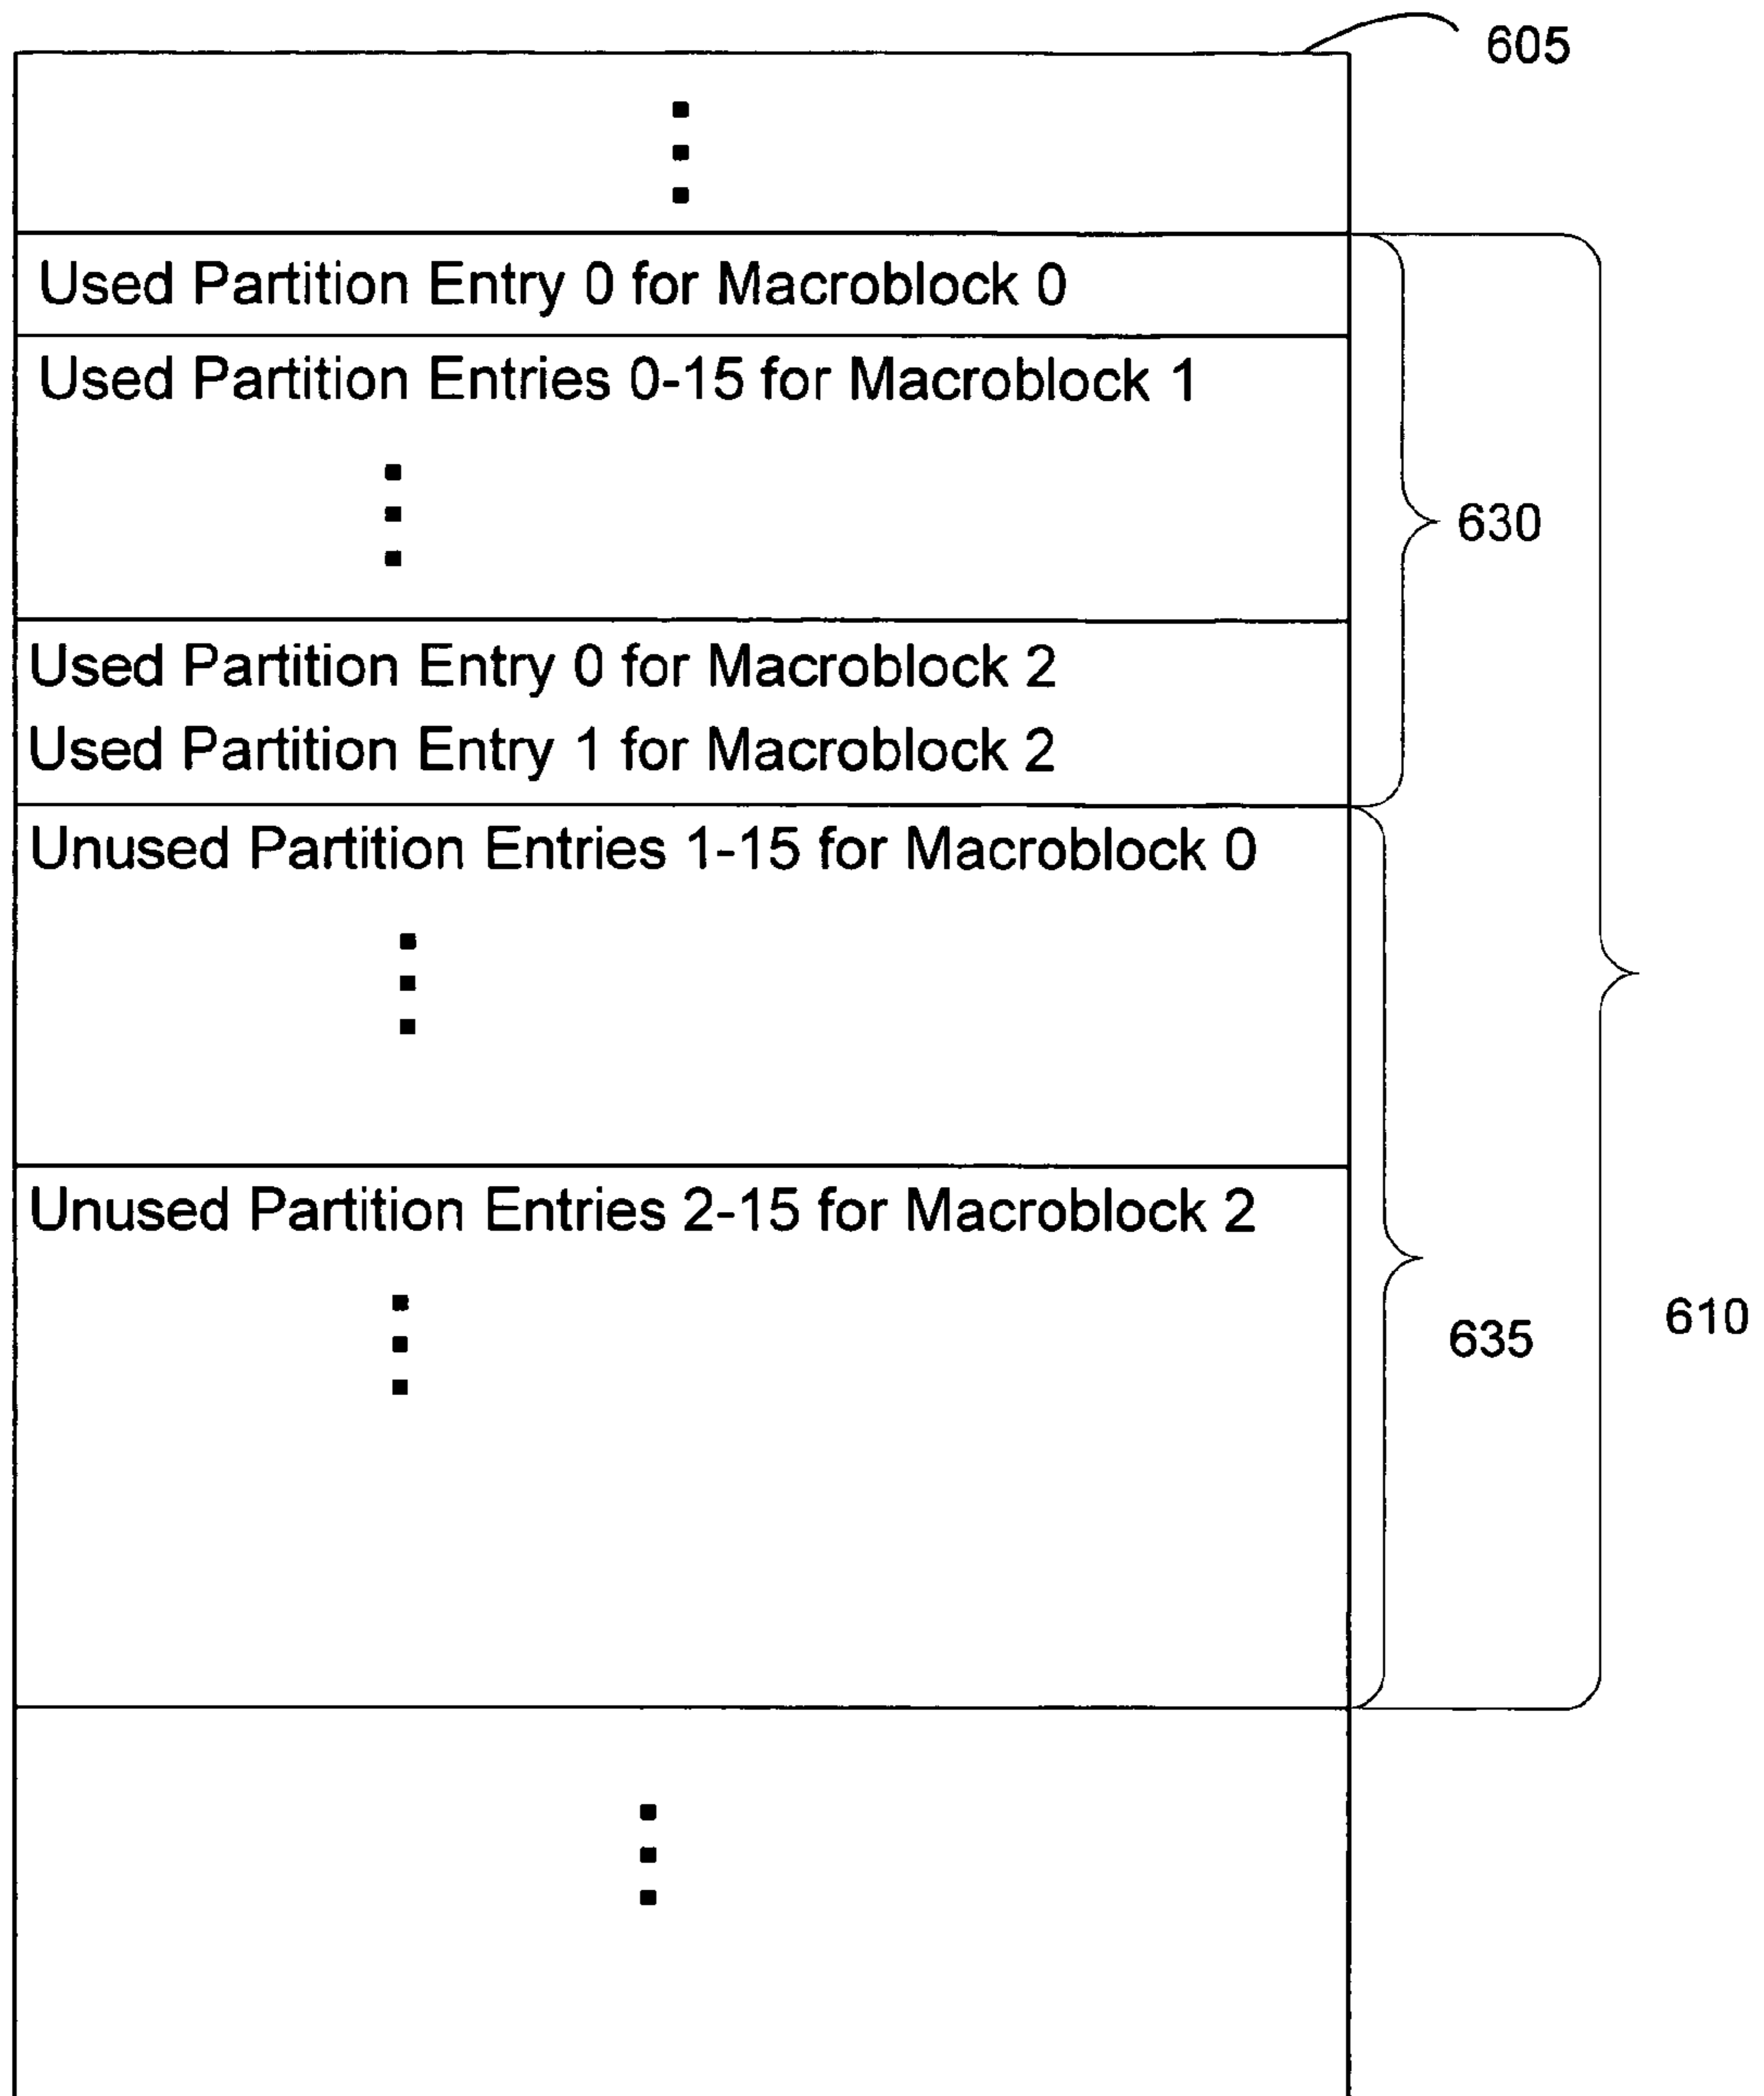 605
Used Partition Entry 0 for Macroblock 0
Used Partition Entries 0-15 for Macroblock 1
630
Used Partition Entry 0 for Macroblock 2
Used Partition Entry 1 for Macroblock 2
Unused Partition Entries 1-15 for Macroblock 0
Unused Partition Entries 2-15 for Macroblock 2
610
635